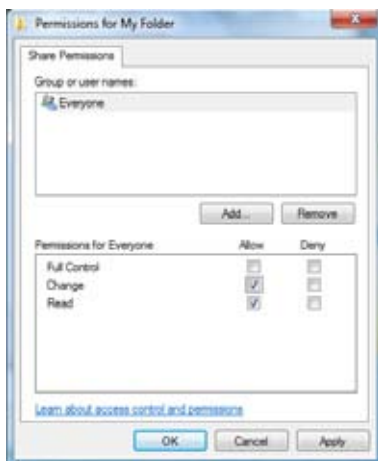 Permissions for My Folder
Share Permissions
Group or user names:
Everyone
Add...
Remove
Permissions for Everyone
Allow
Deny
Full Control
Change
Read
Learn about access control and permissions
OK
Cancel
Apply